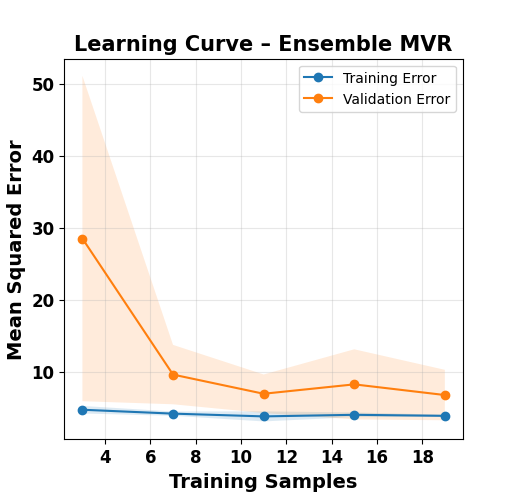 Learning Curve – Ensemble MVR
Training Error
Validation Error
Mean Squared Error
50
40
30
20
10
4 6 8 10 12 14 16 18
Training Samples